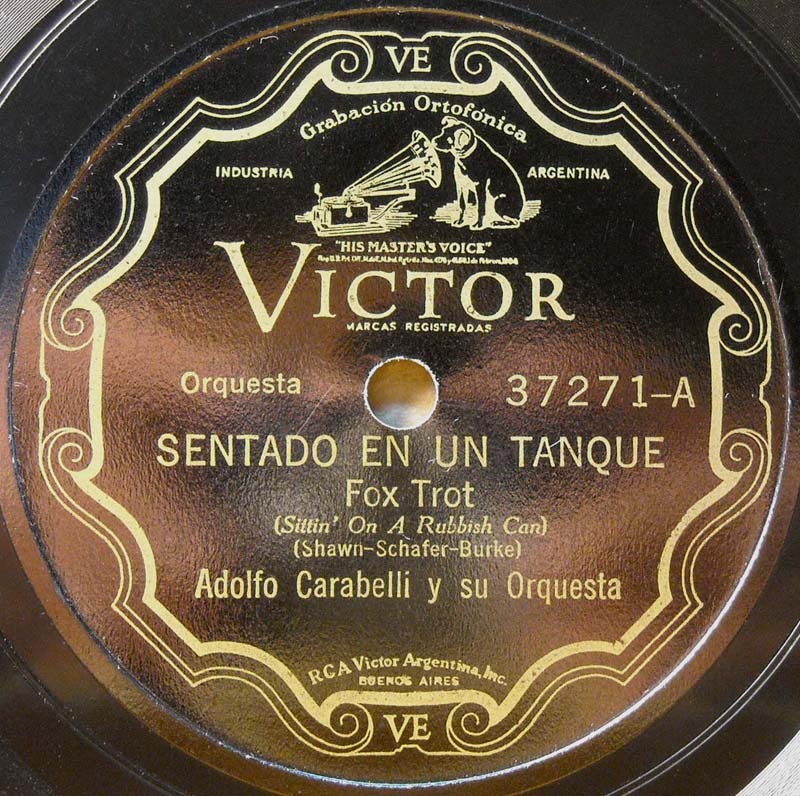 VE
Grabación Ortofónica
INDUSTRIA ARGENTINA
"HIS MASTER'S VOICE"
VICTOR
MARCAS REGISTRADAS
Orquesta 37271-A
SENTADO EN UN TANQUE
Fox Trot
(Sittin' On A Rubbish Can)
(Shawn-Schafer-Burke)
Adolfo Carabelli y su Orquesta
RCA Victor Argentina, Inc.
BUENOS AIRES
VE